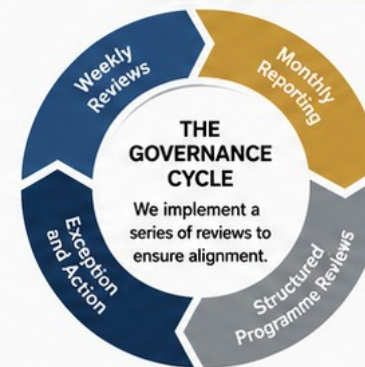 Weekly
Reviews
Monthly
Reporting
THE
GOVERNANCE
CYCLE
We implement a
series of reviews to
ensure alignment.
Structured
Programme Reviews
Exception
and Action